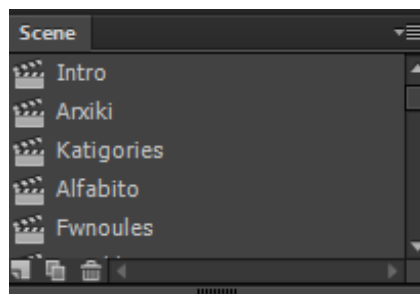 Scene
Intro
Arxiki
Katigories
Alfabito
Fwnoules